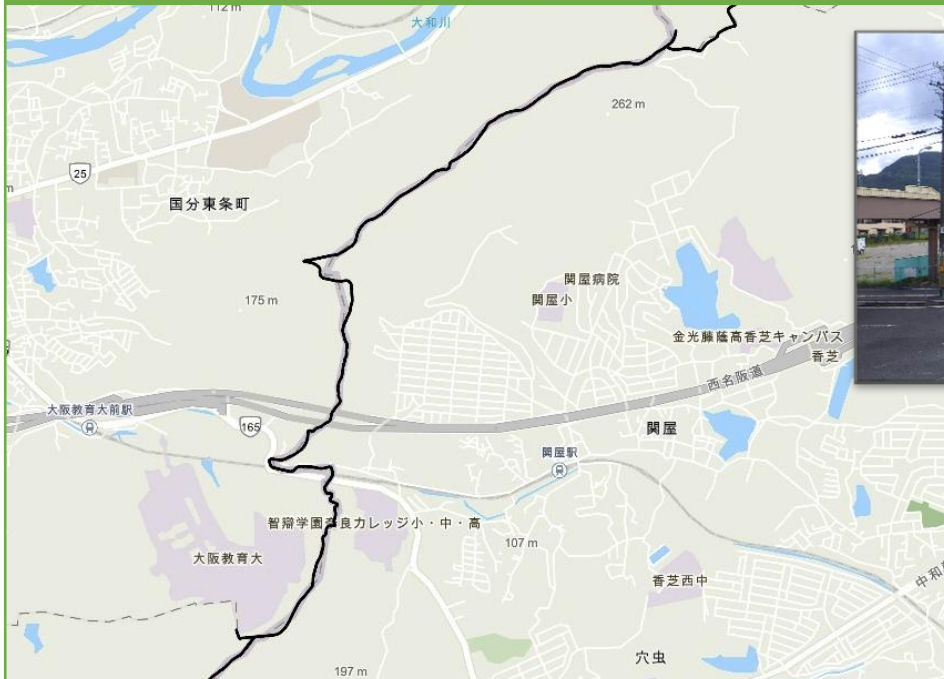 112 m
大和川
262 m
25
国分東条町
関屋病院
175 m
関屋小
金光藤蔭高香芝キャンパス
香芝
西名阪道
大阪教育大前駅
165
関屋
関屋駅
智辯学園奈良カレッジ小・中・高
107 m
大阪教育大
香芝西中
穴虫
197 m